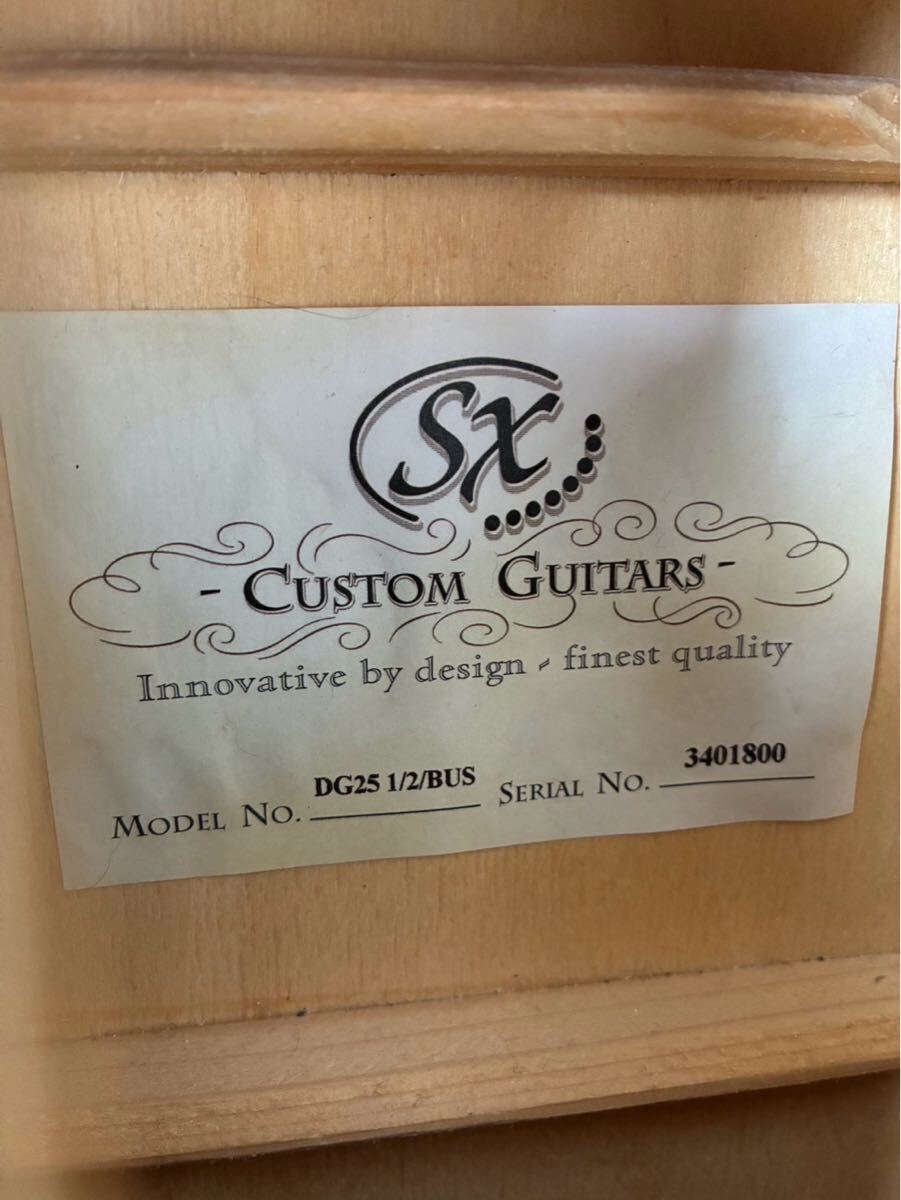 SX
- CUSTOM GUITARS -
Innovative by design - finest quality
MODEL NO. DG25 1/2/BUS SERIAL NO. 3401800